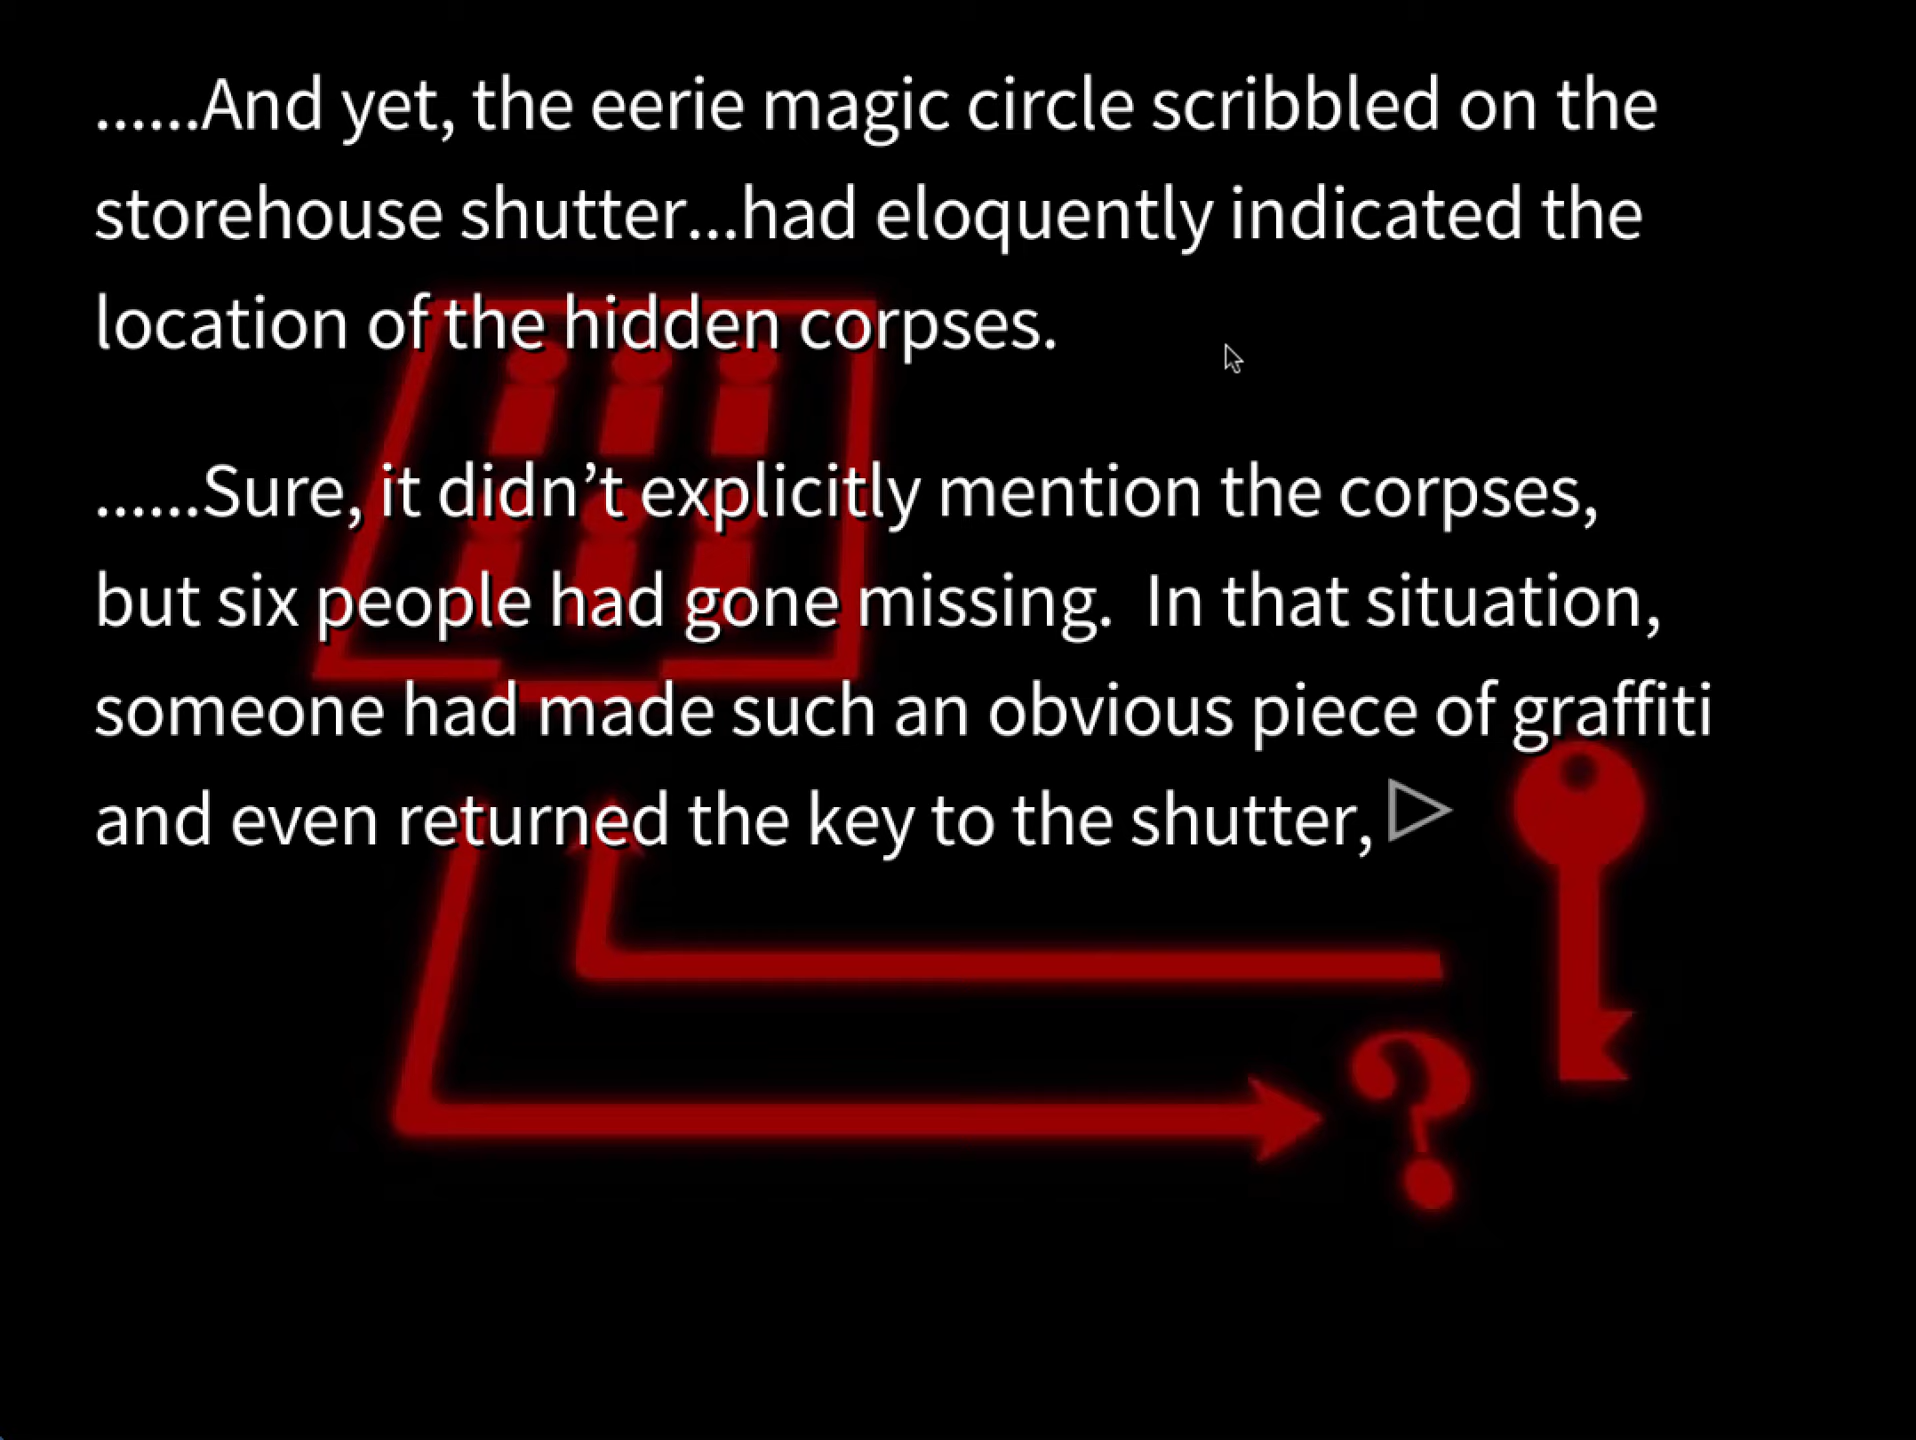 ......And yet, the eerie magic circle scribbled on the
storehouse shutter...had eloquently indicated the
location of the hidden corpses.
......Sure, it didn’t explicitly mention the corpses,
but six people had gone missing.  In that situation,
someone had made such an obvious piece of graffiti
and even returned the key to the shutter,
?